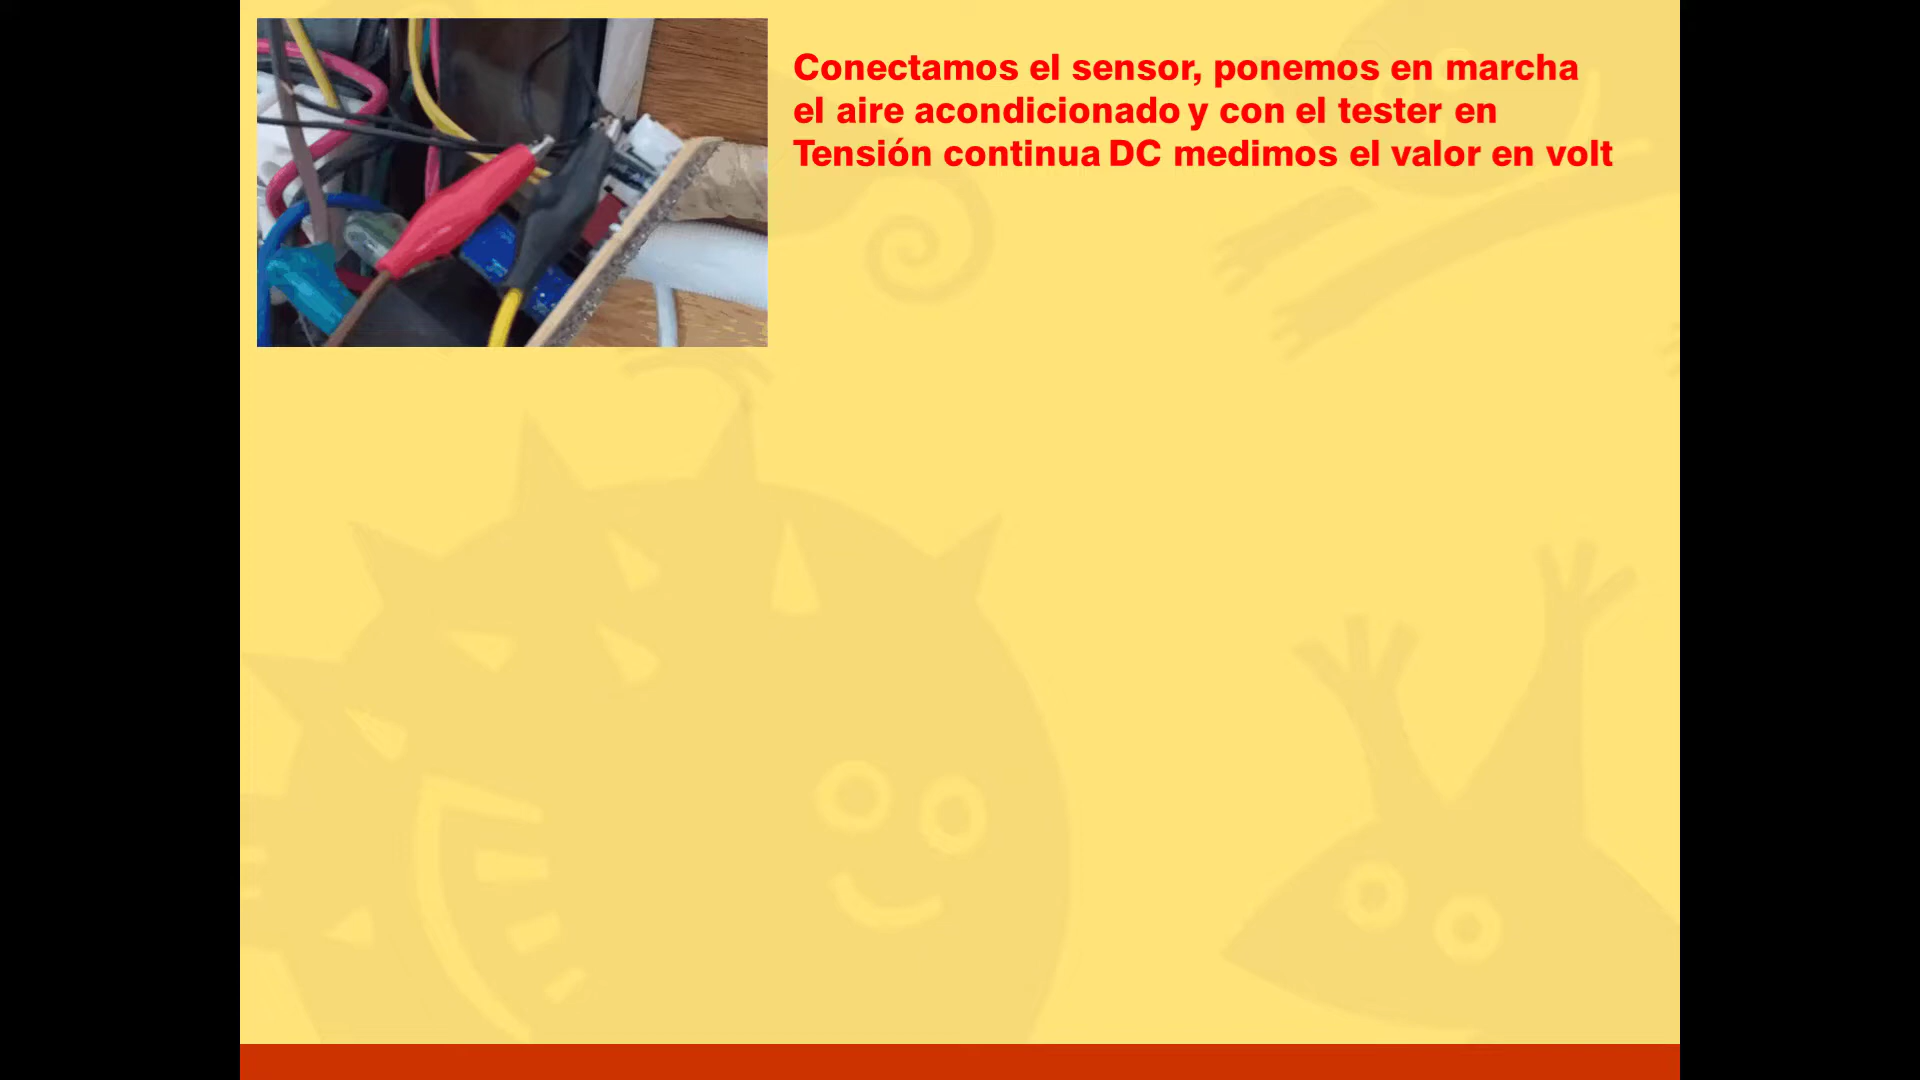 Conectamos el sensor, ponemos en marcha
el aire acondicionado y con el tester en
Tensión continua DC medimos el valor en volt